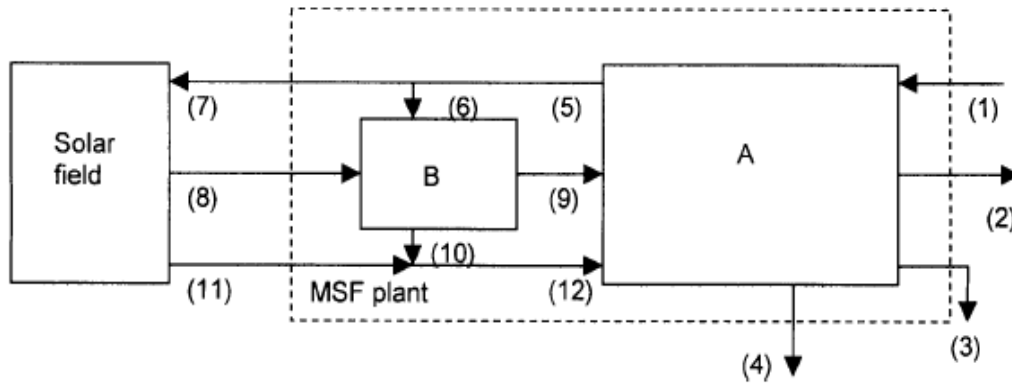 (7)
(6)
(5)
(1)
Solar
field
B
A
(8)
(9)
(2)
(10)
(11)
MSF plant
(12)
(3)
(4)